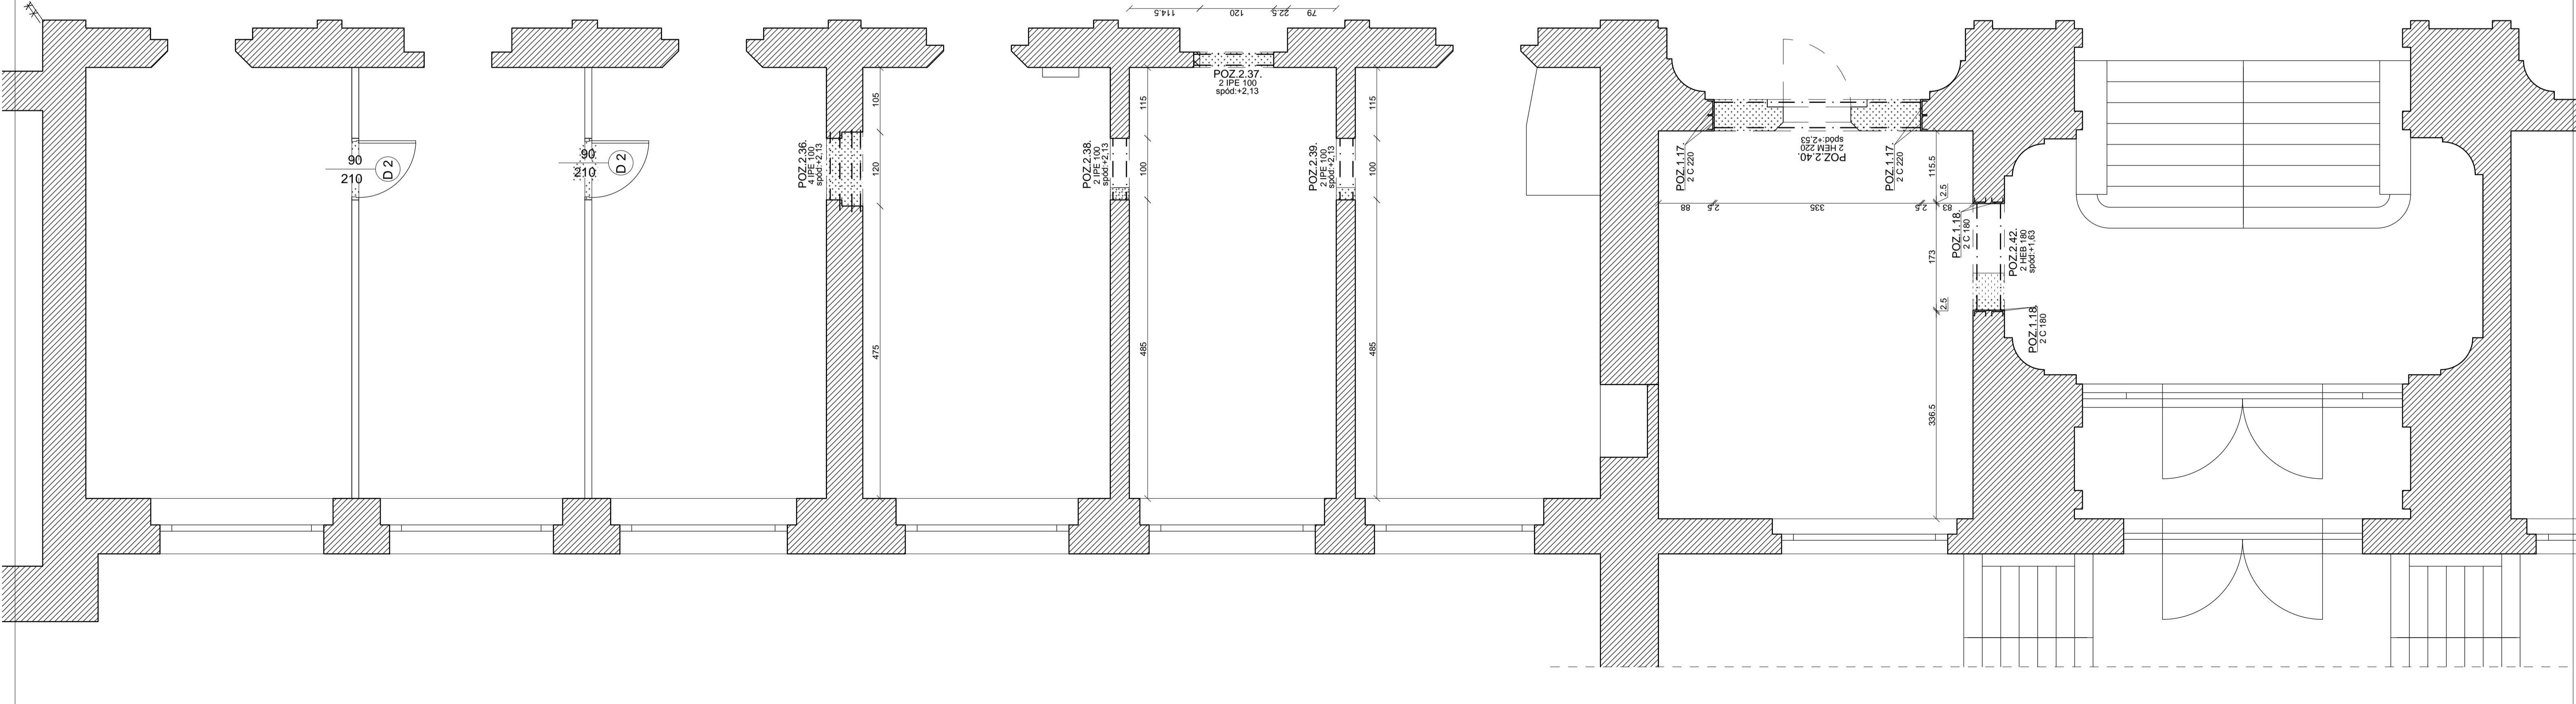 114.5
120
22.5
79
90
210
D 2
90
210
D 2
POZ.2.36.
4 IPE 100
spód:+2,13
105
120
475
POZ.2.38.
2 IPE 100
spód:+2,13
115
100
485
POZ.2.37.
2 IPE 100
spód:+2,13
POZ.2.39.
2 IPE 100
spód:+2,13
115
100
485
POZ.1.17.
2 C 220
POZ.2.40.
2 HEM 220
spód:+2,53
POZ.1.17.
2 C 220
88
2.5
335
2.5
83
115.5
2.5
173
2.5
336.5
POZ.1.18.
2 C 180
POZ.2.42.
2 HEB 180
spód:+1,63
POZ.1.18.
2 C 180